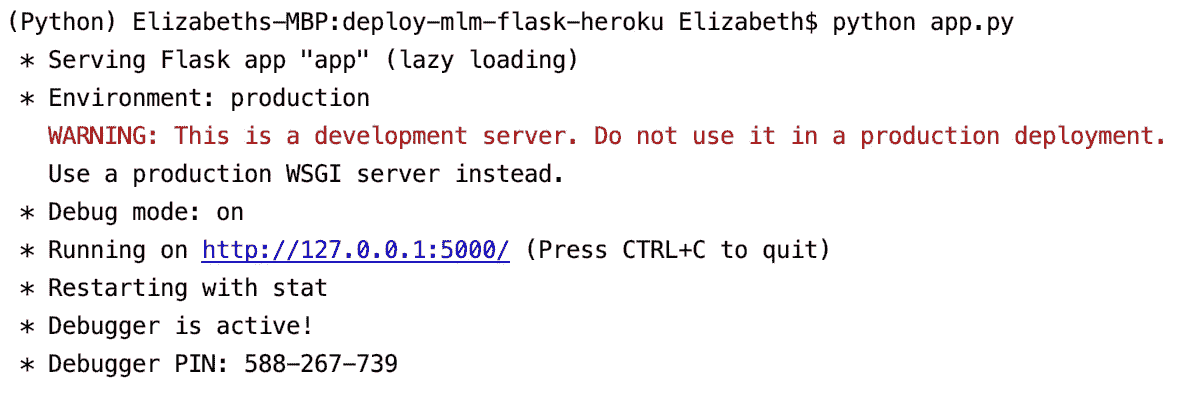 (Python) Elizabeths-MBP:deploy-mlm-flask-heroku Elizabeth$ python app.py
* Serving Flask app "app" (lazy loading)
* Environment: production
WARNING: This is a development server. Do not use it in a production deployment.
Use a production WSGI server instead.
* Debug mode: on
* Running on http://127.0.0.1:5000/ (Press CTRL+C to quit)
* Restarting with stat
* Debugger is active!
* Debugger PIN: 588-267-739